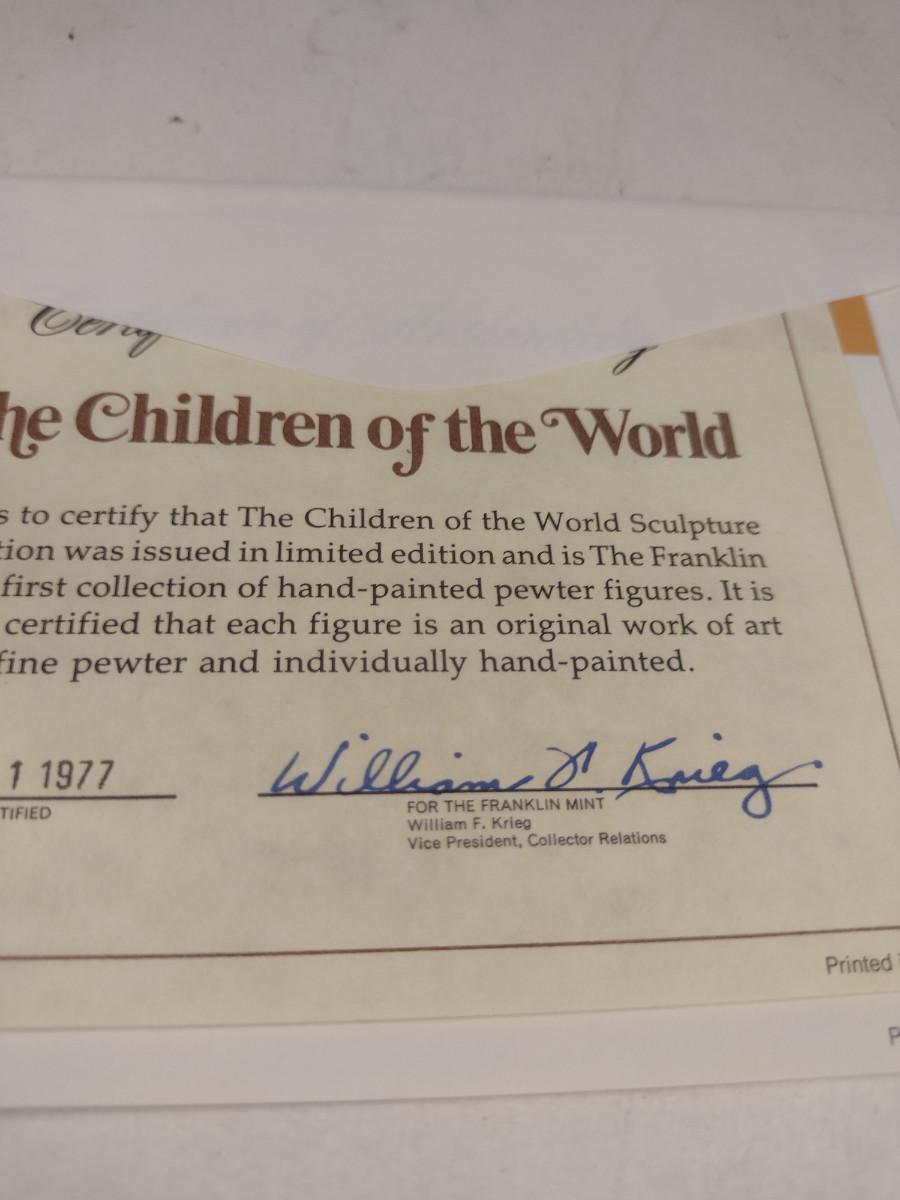 he Children of the World
s to certify that The Children of the World Sculpture
tion was issued in limited edition and is The Franklin
first collection of hand-painted pewter figures. It is
certified that each figure is an original work of art
fine pewter and individually hand-painted.
1 1977
William F. Krieg
TIFIED
FOR THE FRANKLIN MINT
William F. Krieg
Vice President, Collector Relations
Printed
P